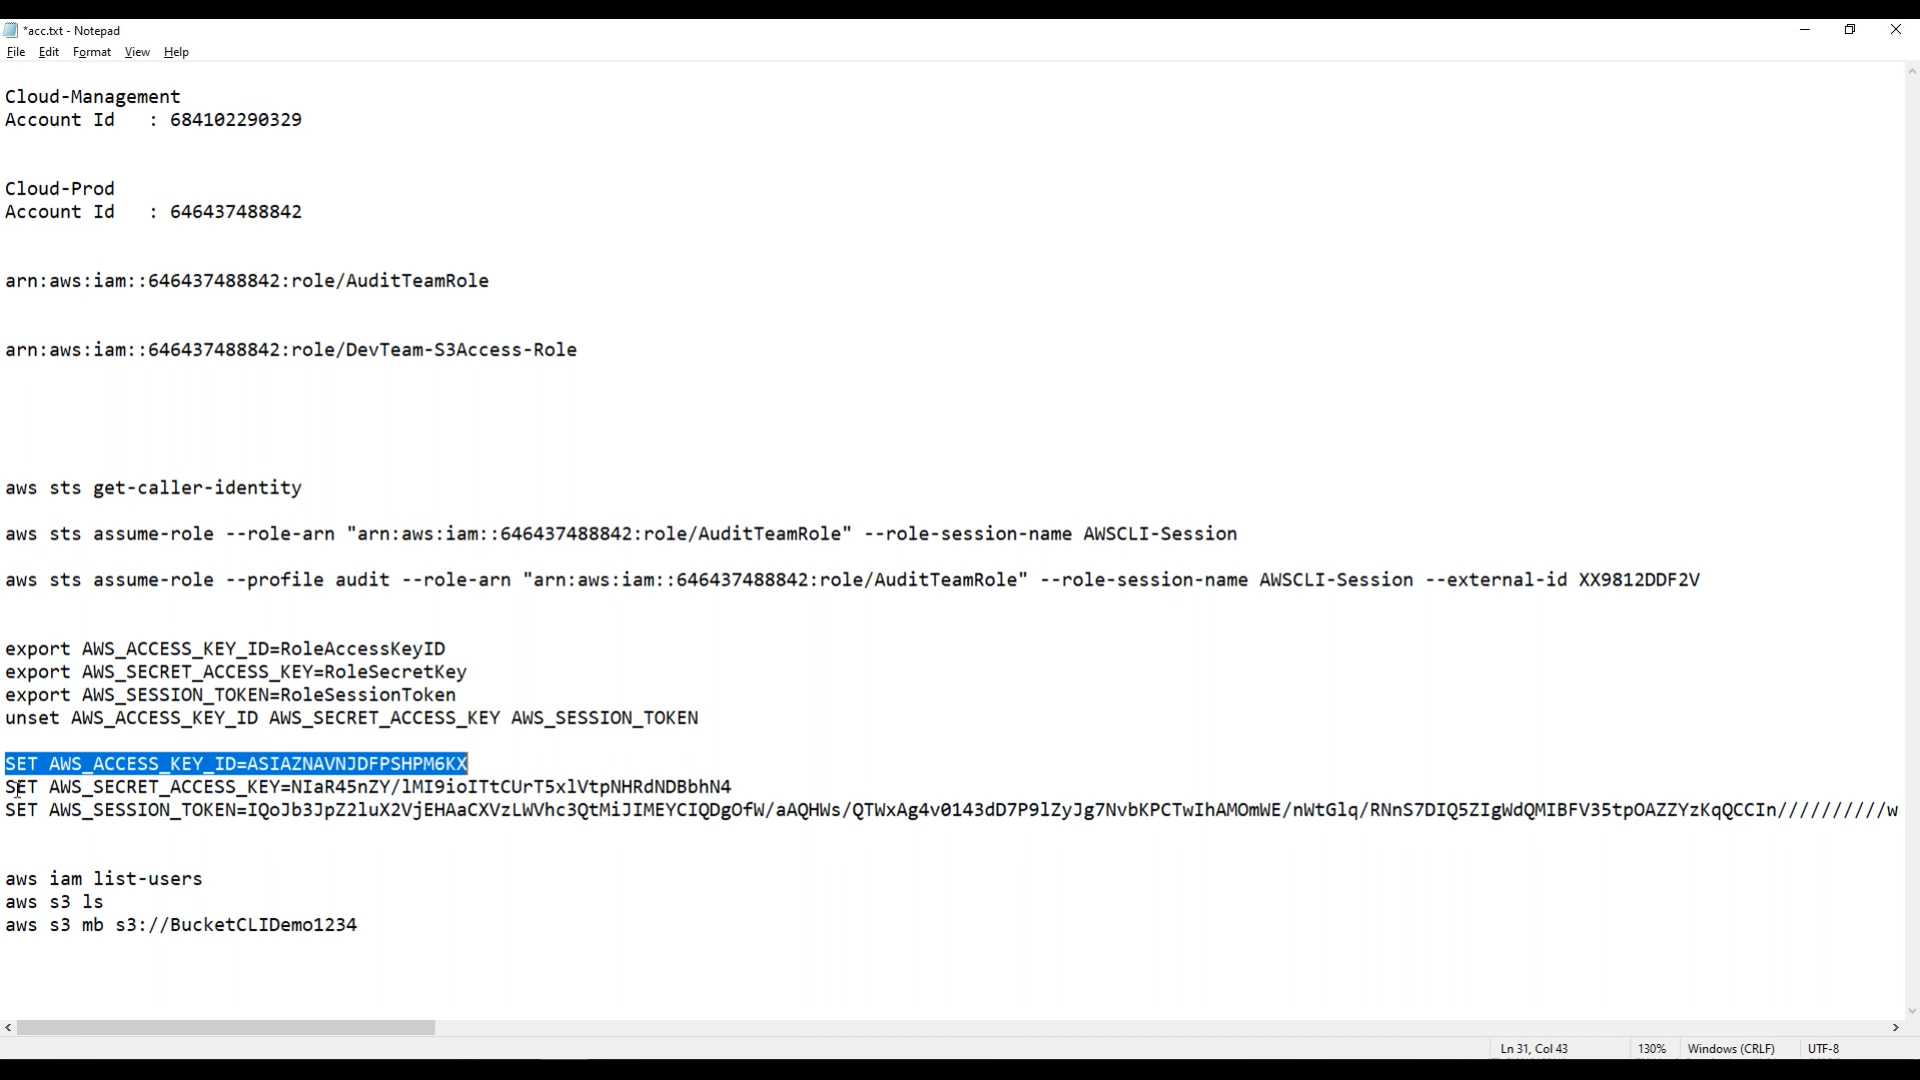 *acc.txt - Notepad
File Edit Format View Help
Cloud-Management
Account Id : 684102290329
Cloud-Prod
Account Id : 646437488842
arn:aws:iam::646437488842:role/AuditTeamRole
arn:aws:iam::646437488842:role/DevTeam-S3Access-Role
aws sts get-caller-identity
aws sts assume-role --role-arn "arn:aws:iam::646437488842:role/AuditTeamRole" --role-session-name AWSCLI-Session
aws sts assume-role --profile audit --role-arn "arn:aws:iam::646437488842:role/AuditTeamRole" --role-session-name AWSCLI-Session --external-id XX9812DDF2V
export AWS_ACCESS_KEY_ID=RoleAccessKeyID
export AWS_SECRET_ACCESS_KEY=RoleSecretKey
export AWS_SESSION_TOKEN=RoleSessionToken
unset AWS_ACCESS_KEY_ID AWS_SECRET_ACCESS_KEY AWS_SESSION_TOKEN
SET AWS_ACCESS_KEY_ID=ASIAZNAVNJDFPSHPM6KX
SET AWS_SECRET_ACCESS_KEY=NIaR45nZY/lMI9ioITtCUrT5xlVtpNHRdNDBbhN4
SET AWS_SESSION_TOKEN=IQoJb3JpZ2luX2VjEHAaCXVzLWVhc3QtMiJIMEYCIQDgOfW/aAQHWs/QTWxAg4v0143dD7P9lZyJg7NvbKPCTwIhAMOmWE/nWtGlq/RNnS7DIQ5ZIgWdQMIBFV35tpOAZZYzKqQCCIn//////////w
aws iam list-users
aws s3 ls
aws s3 mb s3://BucketCLIDemo1234
Ln 31, Col 43 130% Windows (CRLF) UTF-8